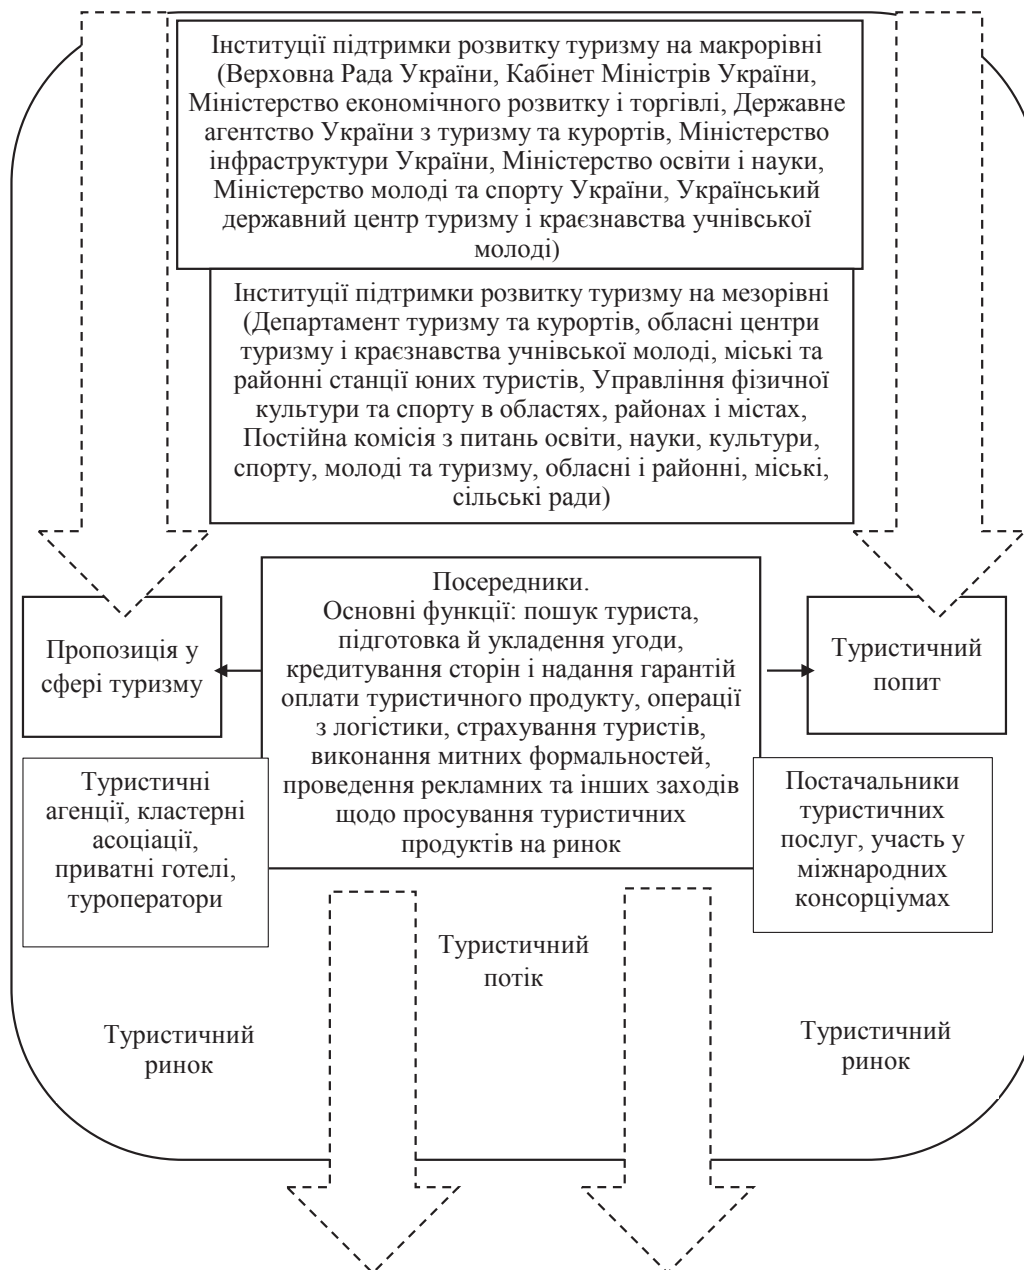 Інституції підтримки розвитку туризму на макрорівні
(Верховна Рада України, Кабінет Міністрів України,
Міністерство економічного розвитку і торгівлі, Державне
агентство України з туризму та курортів, Міністерство
інфраструктури України, Міністерство освіти і науки,
Міністерство молоді та спорту України, Український
державний центр туризму і краєзнавства учнівської
молоді)
Інституції підтримки розвитку туризму на мезорівні
(Департамент туризму та курортів, обласні центри
туризму і краєзнавства учнівської молоді, міські та
районні станції юних туристів, Управління фізичної
культури та спорту в областях, районах і містах,
Постійна комісія з питань освіти, науки, культури,
спорту, молоді та туризму, обласні і районні, міські,
сільські ради)
Пропозиція у
сфері туризму
Посередники.
Основні функції: пошук туриста,
підготовка й укладення угоди,
кредитування сторін і надання гарантій
оплати туристичного продукту, операції
з логістики, страхування туристів,
виконання митних формальностей,
проведення рекламних та інших заходів
щодо просування туристичних
продуктів на ринок
Туристичний
попит
Туристичні
агенції, кластерні
асоціації,
приватні готелі,
туроператори
Постачальники
туристичних
послуг, участь у
міжнародних
консорціумах
Туристичний
потік
Туристичний
ринок
Туристичний
ринок